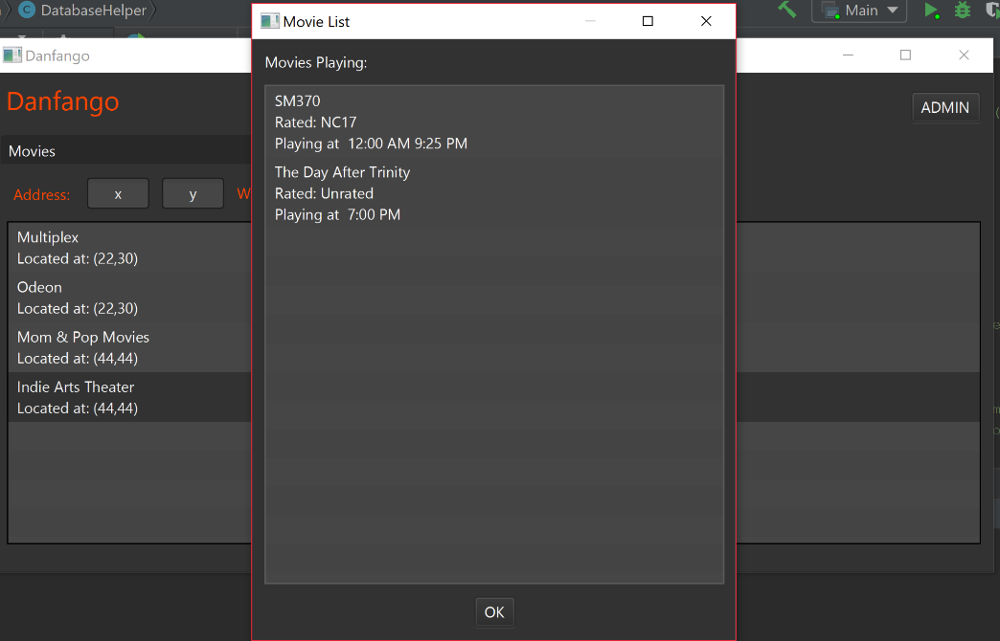 DatabaseHelper
Main
Danfango
Danfango
ADMIN
Movies
Address:
x
y
W
Multiplex
Located at: (22,30)
Odeon
Located at: (22,30)
Mom & Pop Movies
Located at: (44,44)
Indie Arts Theater
Located at: (44,44)
Movie List
Movies Playing:
SM370
Rated: NC17
Playing at  12:00 AM 9:25 PM
The Day After Trinity
Rated: Unrated
Playing at  7:00 PM
OK